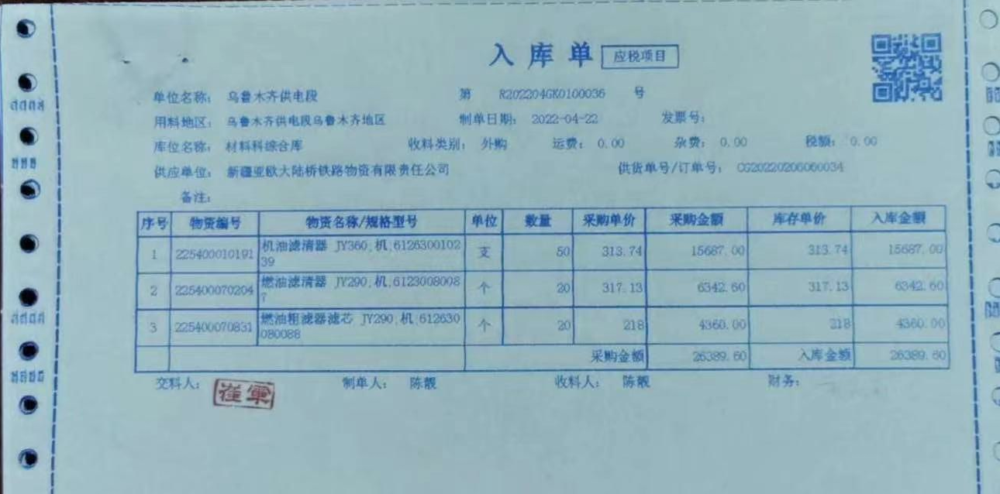 入库单 应税项目
单位名称: 乌鲁木齐供电段 第 R202204GK0100036 号
用料地区: 乌鲁木齐供电段乌鲁木齐地区 制单日期: 2022-04-22 发票号:
库位名称: 材料科综合库 收料类别: 外购 运费: 0.00 杂费: 0.00 税额: 0.00
供应单位: 新疆亚欧大陆桥铁路物资有限责任公司 供货单号/订单号: CG20220206060034
备注:
序号 物资编号 物资名称/规格型号 单位 数量 采购单价 采购金额 库存单价 入库金额
1 225400010191 机油滤清器 JY360,机,6126300102 支 50 313.74 15687.00 313.74 15687.00
39
2 225400070204 燃油滤清器 JY290,机,6123008008 个 20 317.13 6342.60 317.13 6342.60
7
3 225400070831 燃油粗滤器滤芯 JY290,机,612630 个 20 218 4360.00 218 4360.00
080088
采购金额 26389.60 入库金额 26389.60
交料人: 崔军 制单人: 陈靓 收料人: 陈靓 财务: